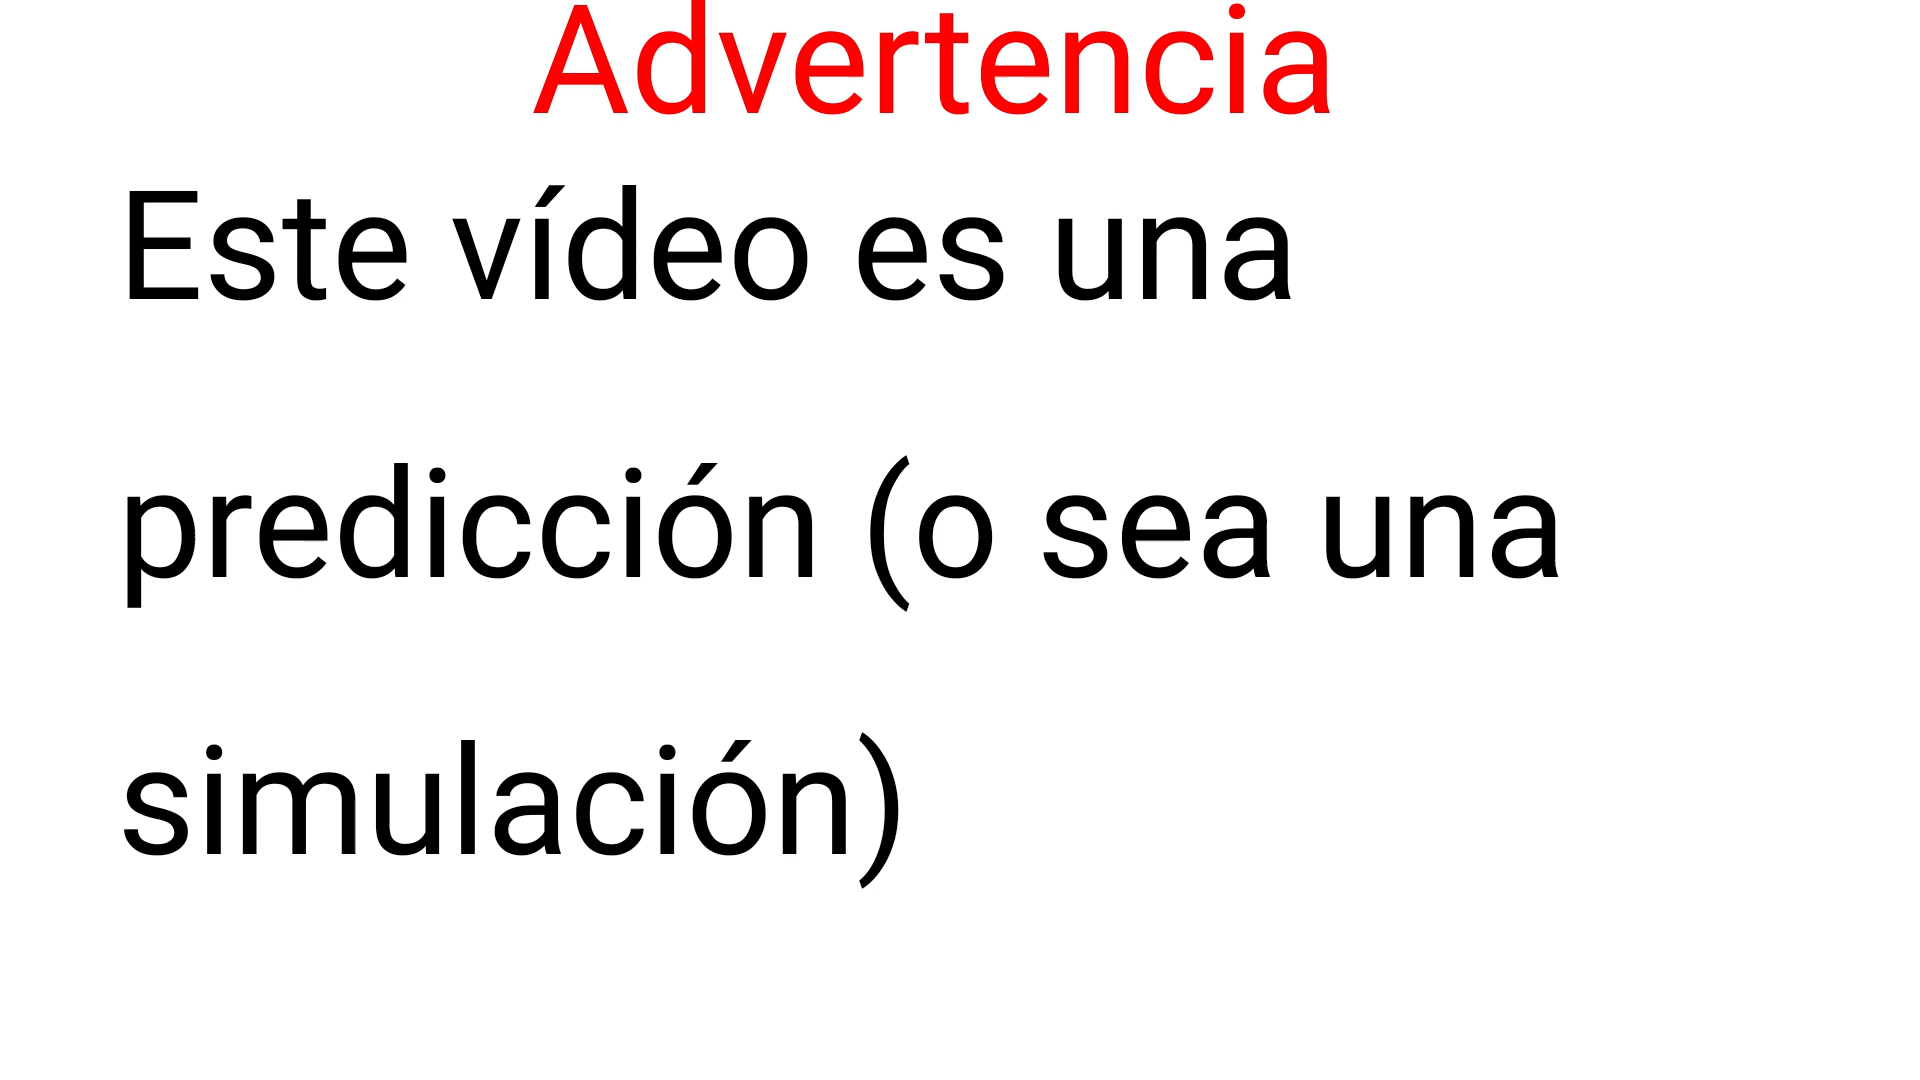 Advertencia
Este vídeo es una
predicción (o sea una
simulación)